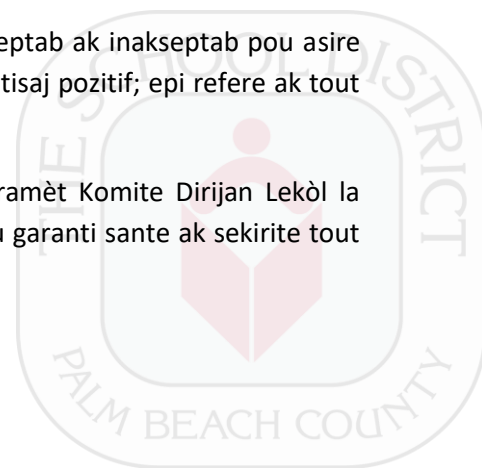 septab ak inakseptab pou asire
tisaj pozitif; epi refere ak tout
ramèt Komite Dirijan Lekòl la
garanti sante ak sekirite tout
THE SCHOOL DISTRICT
PALM BEACH COUNTY